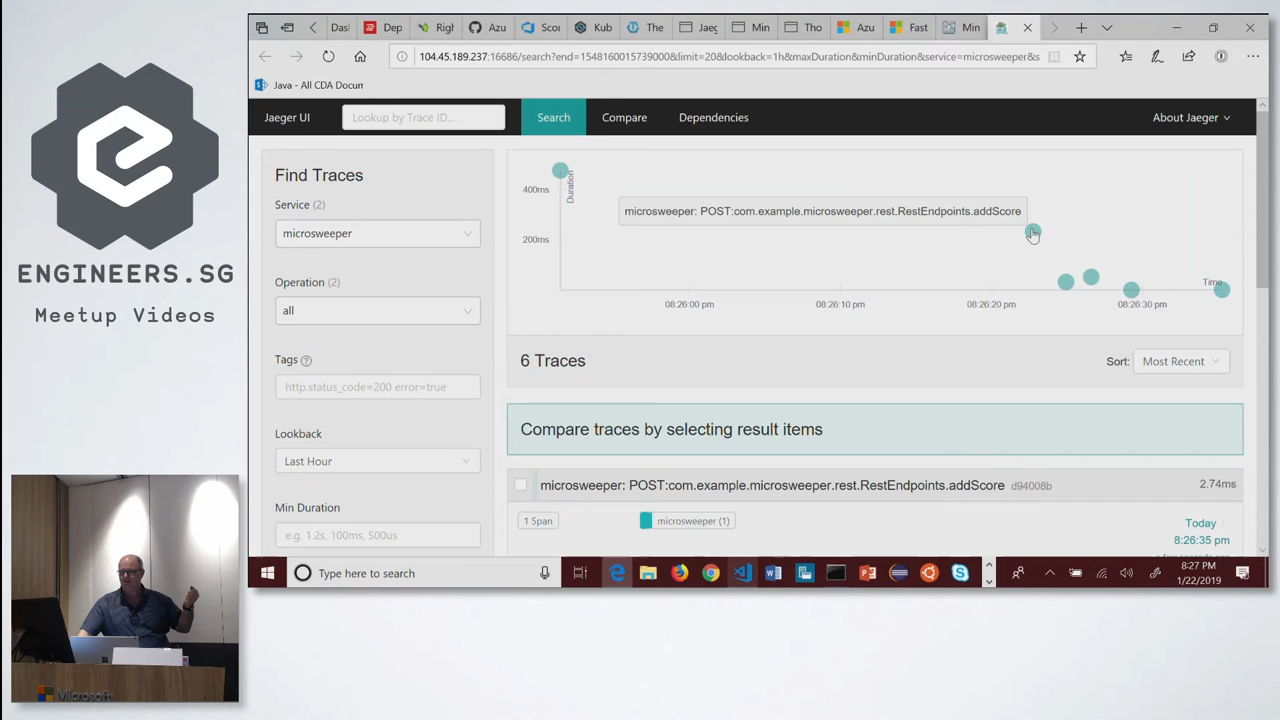 ENGINEERS.SG
Meetup Videos
Das
Dep
Righ
Azu
Scou
Kub
The
Jaeg
Min
Tho
Azu
Fast
Min
104.45.189.237:16686/search?end=1548160015739000&limit=20&lookback=1h&maxDuration&minDuration&service=microsweeper&s
Java - All CDA Docum
Jaeger UI
Lookup by Trace ID...
Search
Compare
Dependencies
About Jaeger
Find Traces
Service (2)
microsweeper
Operation (2)
all
Tags
http.status_code=200 error=true
Lookback
Last Hour
Min Duration
e.g. 1.2s, 100ms, 500us
Duration
400ms
200ms
microsweeper: POST:com.example.microsweeper.rest.RestEndpoints.addScore
Time
08:26:00 pm
08:26:10 pm
08:26:20 pm
08:26:30 pm
6 Traces
Sort:
Most Recent
Compare traces by selecting result items
microsweeper: POST:com.example.microsweeper.rest.RestEndpoints.addScore d94008b
2.74ms
1 Span
microsweeper (1)
Today
8:26:35 pm
a few seconds ago
Type here to search
8:27 PM
1/22/2019
Microsoft